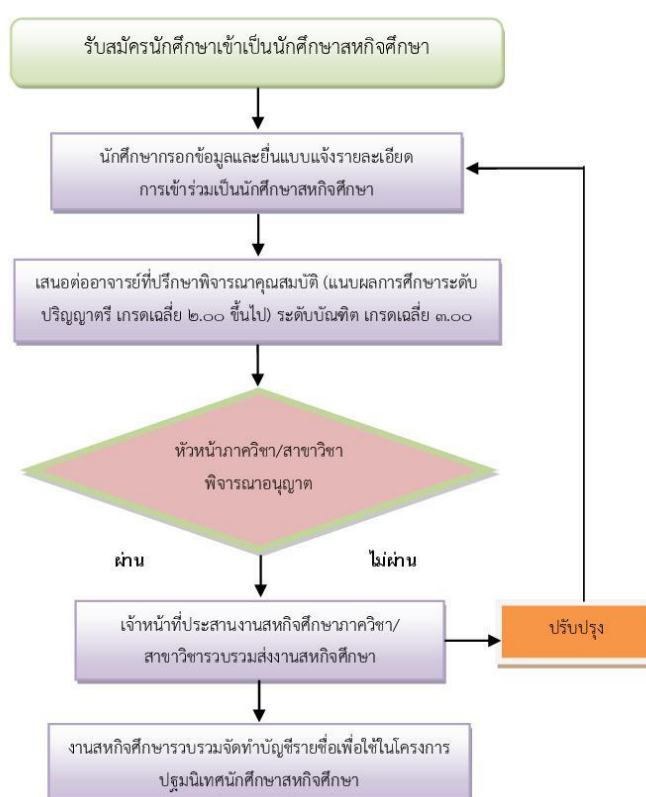 รับสมัครนักศึกษาเข้าเป็นนักศึกษาสหกิจศึกษา
นักศึกษากรอกข้อมูลและยื่นแบบแจ้งรายละเอียด
การเข้าร่วมเป็นนักศึกษาสหกิจศึกษา
เสนอต่ออาจารย์ที่ปรึกษาพิจารณาคุณสมบัติ (แนบผลการศึกษาระดับ
ปริญญาตรี เกรดเฉลี่ย ๒.๐๐ ขึ้นไป) ระดับบัณฑิต เกรดเฉลี่ย ๓.๐๐
หัวหน้าภาควิชา/สาขาวิชา
พิจารณาอนุญาต
ผ่าน
ไม่ผ่าน
เจ้าหน้าที่ประสานงานสหกิจศึกษาภาควิชา/
สาขาวิชารวบรวมส่งงานสหกิจศึกษา
ปรับปรุง
งานสหกิจศึกษารวบรวมจัดทำบัญชีรายชื่อเพื่อใช้ในโครงการ
ปฐมนิเทศนักศึกษาสหกิจศึกษา